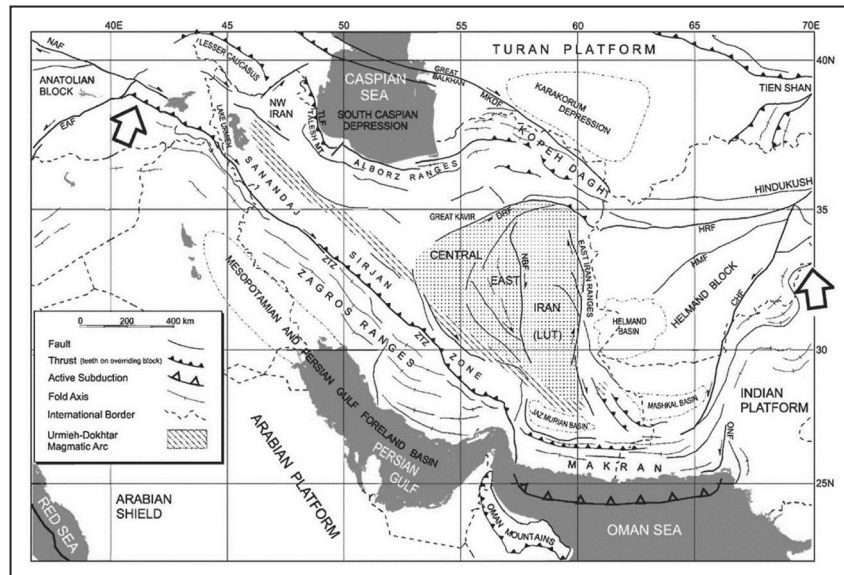 40E 45 50 55 60 65 70E
40N
35
30
25N
NAF
LESSER CAUCASUS
TURAN PLATFORM
ANATOLIAN
BLOCK
CASPIAN
SEA
GREAT
BALKHAN
TIEN SHAN
EAF
LAKE URMIEH
NW
IRAN
TLF
TALESH MT.
SOUTH CASPIAN
DEPRESSION
MKDF
KARAKORUM
DEPRESSION
KOPEH DAGH
ALBORZ RANGES
SANANDAJ
SIRJAN
ZONE
HINDUKUSH
GREAT KAVIR
DRF
HRF
HMF
CENTRAL
EAST
IRAN
(LUT)
NBF
EAST IRAN RANGES
HELMAND BLOCK
CHF
HELMAND
BASIN
ZTZ
ZTZ
ZAGROS RANGES
MESOPOTAMIAN AND PERSIAN GULF FORELAND BASIN
0 200 400 km
Fault
Thrust (teeth on overriding block)
Active Subduction
Fold Axis
International Border
Urmieh-Dokhtar
Magmatic Arc
JAZ MURIAN BASIN
MASHKAL BASIN
INDIAN
PLATFORM
ONF
MAKRAN
PERSIAN
GULF
ARABIAN PLATFORM
ARABIAN
SHIELD
RED SEA
OMAN MOUNTAINS
OMAN SEA